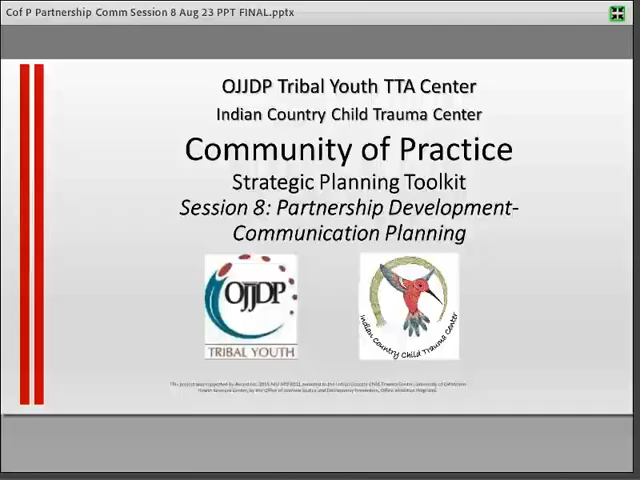 Cof P Partnership Comm Session 8 Aug 23 PPT FINAL.pptx
OJJDP Tribal Youth TTA Center
Indian Country Child Trauma Center
Community of Practice
Strategic Planning Toolkit
Session 8: Partnership Development-
Communication Planning
OJJDP
TRIBAL YOUTH
Indian Country Child Trauma Center